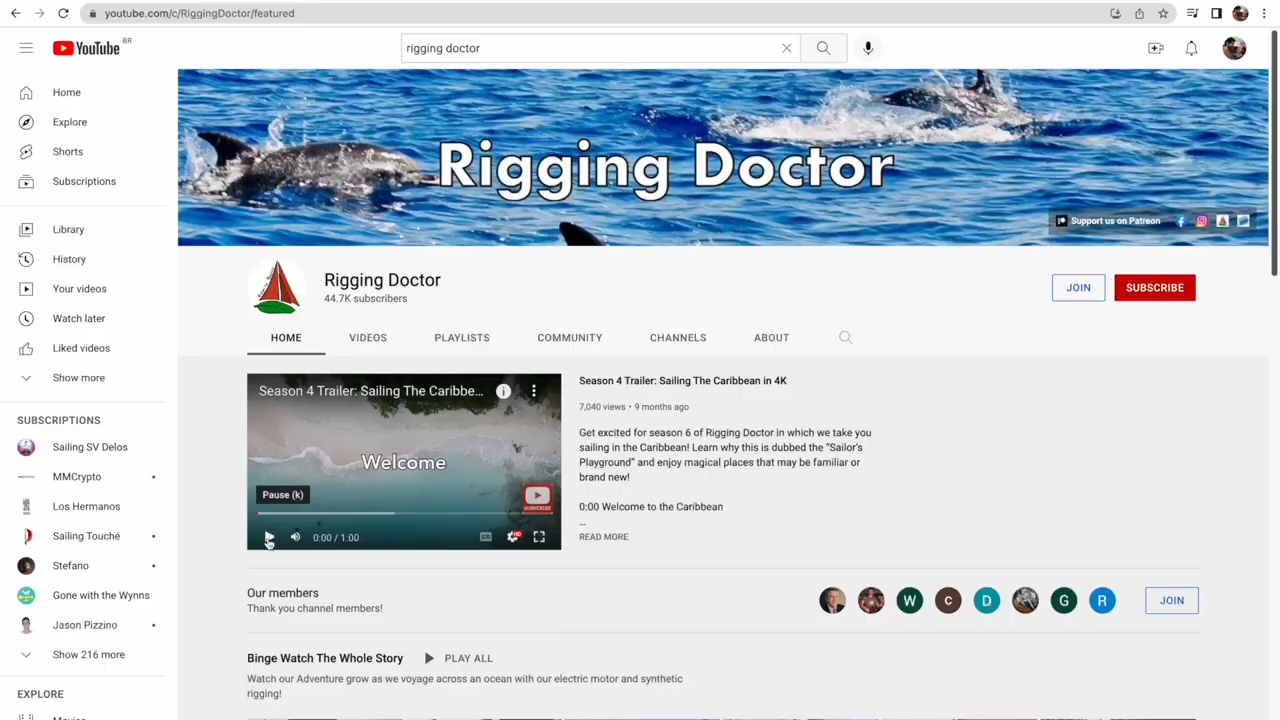 youtube.com/c/RiggingDoctor/featured
YouTube BR
rigging doctor
Home
Explore
Shorts
Subscriptions
Library
History
Your videos
Watch later
Liked videos
Show more
SUBSCRIPTIONS
Sailing SV Delos
MMCrypto
Los Hermanos
Sailing Touché
Stefano
Gone with the Wynns
Jason Pizzino
Show 216 more
EXPLORE
Rigging Doctor
Support us on Patreon
Rigging Doctor
44.7K subscribers
JOIN
SUBSCRIBE
HOME
VIDEOS
PLAYLISTS
COMMUNITY
CHANNELS
ABOUT
Season 4 Trailer: Sailing The Caribbe...
Welcome
Pause (k)
SUBSCRIBE
0:00 / 1:00
HD
Season 4 Trailer: Sailing The Caribbean in 4K
7,040 views • 9 months ago
Get excited for season 6 of Rigging Doctor in which we take you
sailing in the Caribbean! Learn why this is dubbed the "Sailor's
Playground" and enjoy magical places that may be familiar or
brand new!
0:00 Welcome to the Caribbean
...
READ MORE
Our members
Thank you channel members!
W
C
D
G
R
JOIN
Binge Watch The Whole Story
PLAY ALL
Watch our Adventure grow as we voyage across an ocean with our electric motor and synthetic
rigging!